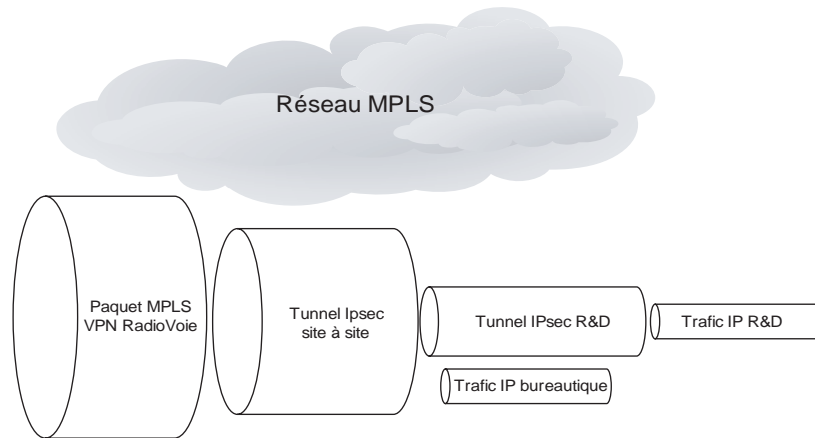 Réseau MPLS
Paquet MPLS
VPN RadioVoie
Tunnel Ipsec
site à site
Tunnel IPsec R&D
Trafic IP R&D
Trafic IP bureautique